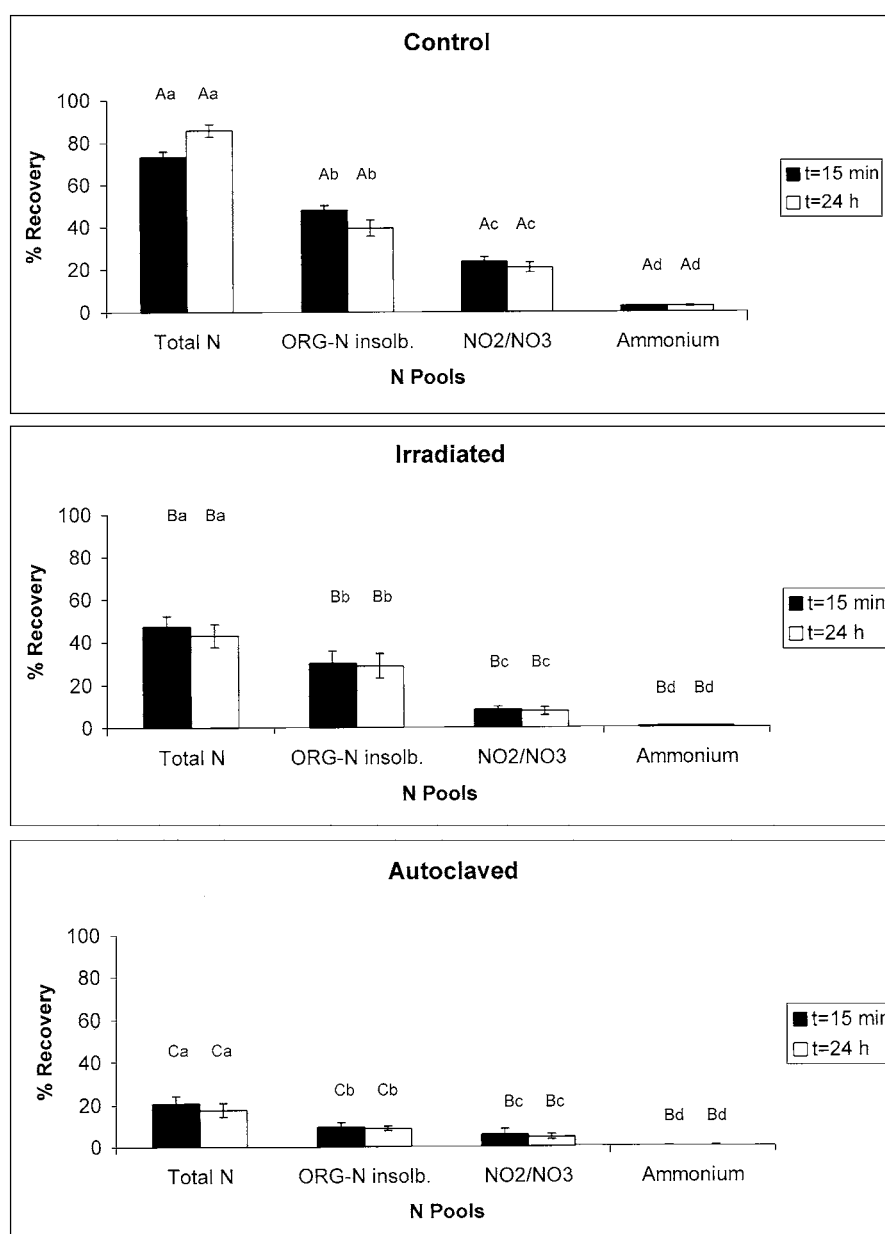 Control
% Recovery
100
80
60
40
20
0
Aa Aa
Ab Ab
Ac Ac
Ad Ad
Total N
ORG-N insolb.
NO2/NO3
Ammonium
N Pools
t=15 min
t=24 h
Irradiated
% Recovery
100
80
60
40
20
0
Ba Ba
Bb Bb
Bc Bc
Bd Bd
Total N
ORG-N insolb.
NO2/NO3
Ammonium
N Pools
t=15 min
t=24 h
Autoclaved
% Recovery
100
80
60
40
20
0
Ca Ca
Cb Cb
Bc Bc
Bd Bd
Total N
ORG-N insolb.
NO2/NO3
Ammonium
N Pools
t=15 min
t=24 h